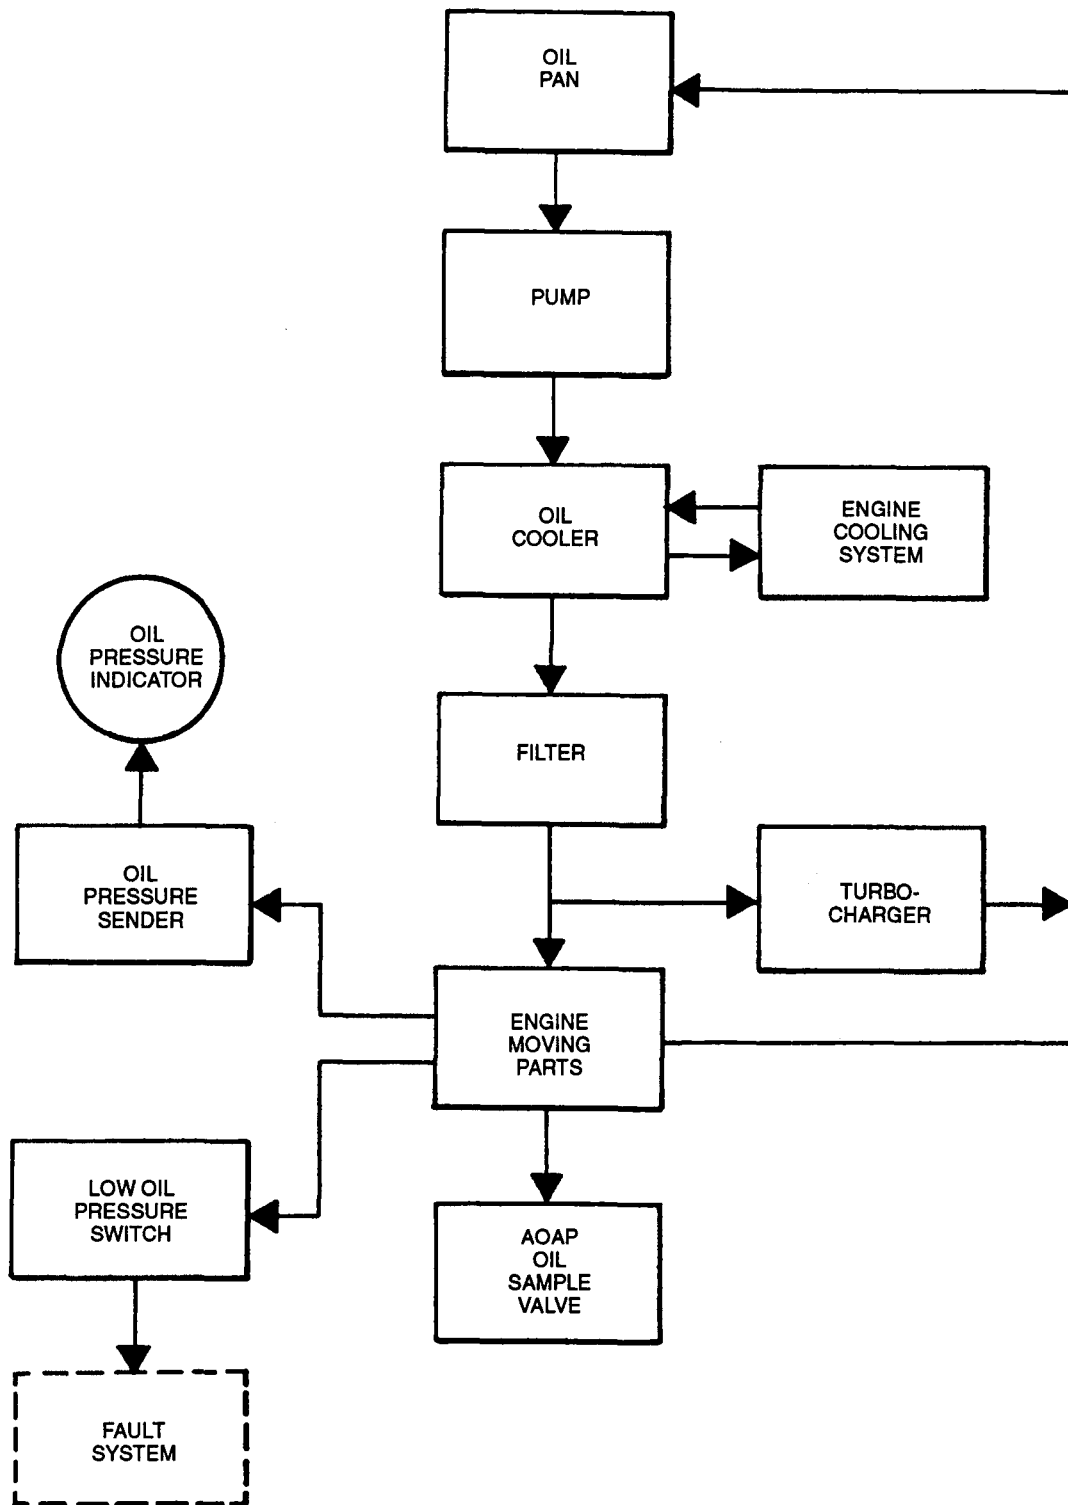 OIL
PAN
PUMP
OIL
COOLER
ENGINE
COOLING
SYSTEM
OIL
PRESSURE
INDICATOR
FILTER
OIL
PRESSURE
SENDER
TURBO-
CHARGER
ENGINE
MOVING
PARTS
LOW OIL
PRESSURE
SWITCH
AOAP
OIL
SAMPLE
VALVE
FAULT
SYSTEM